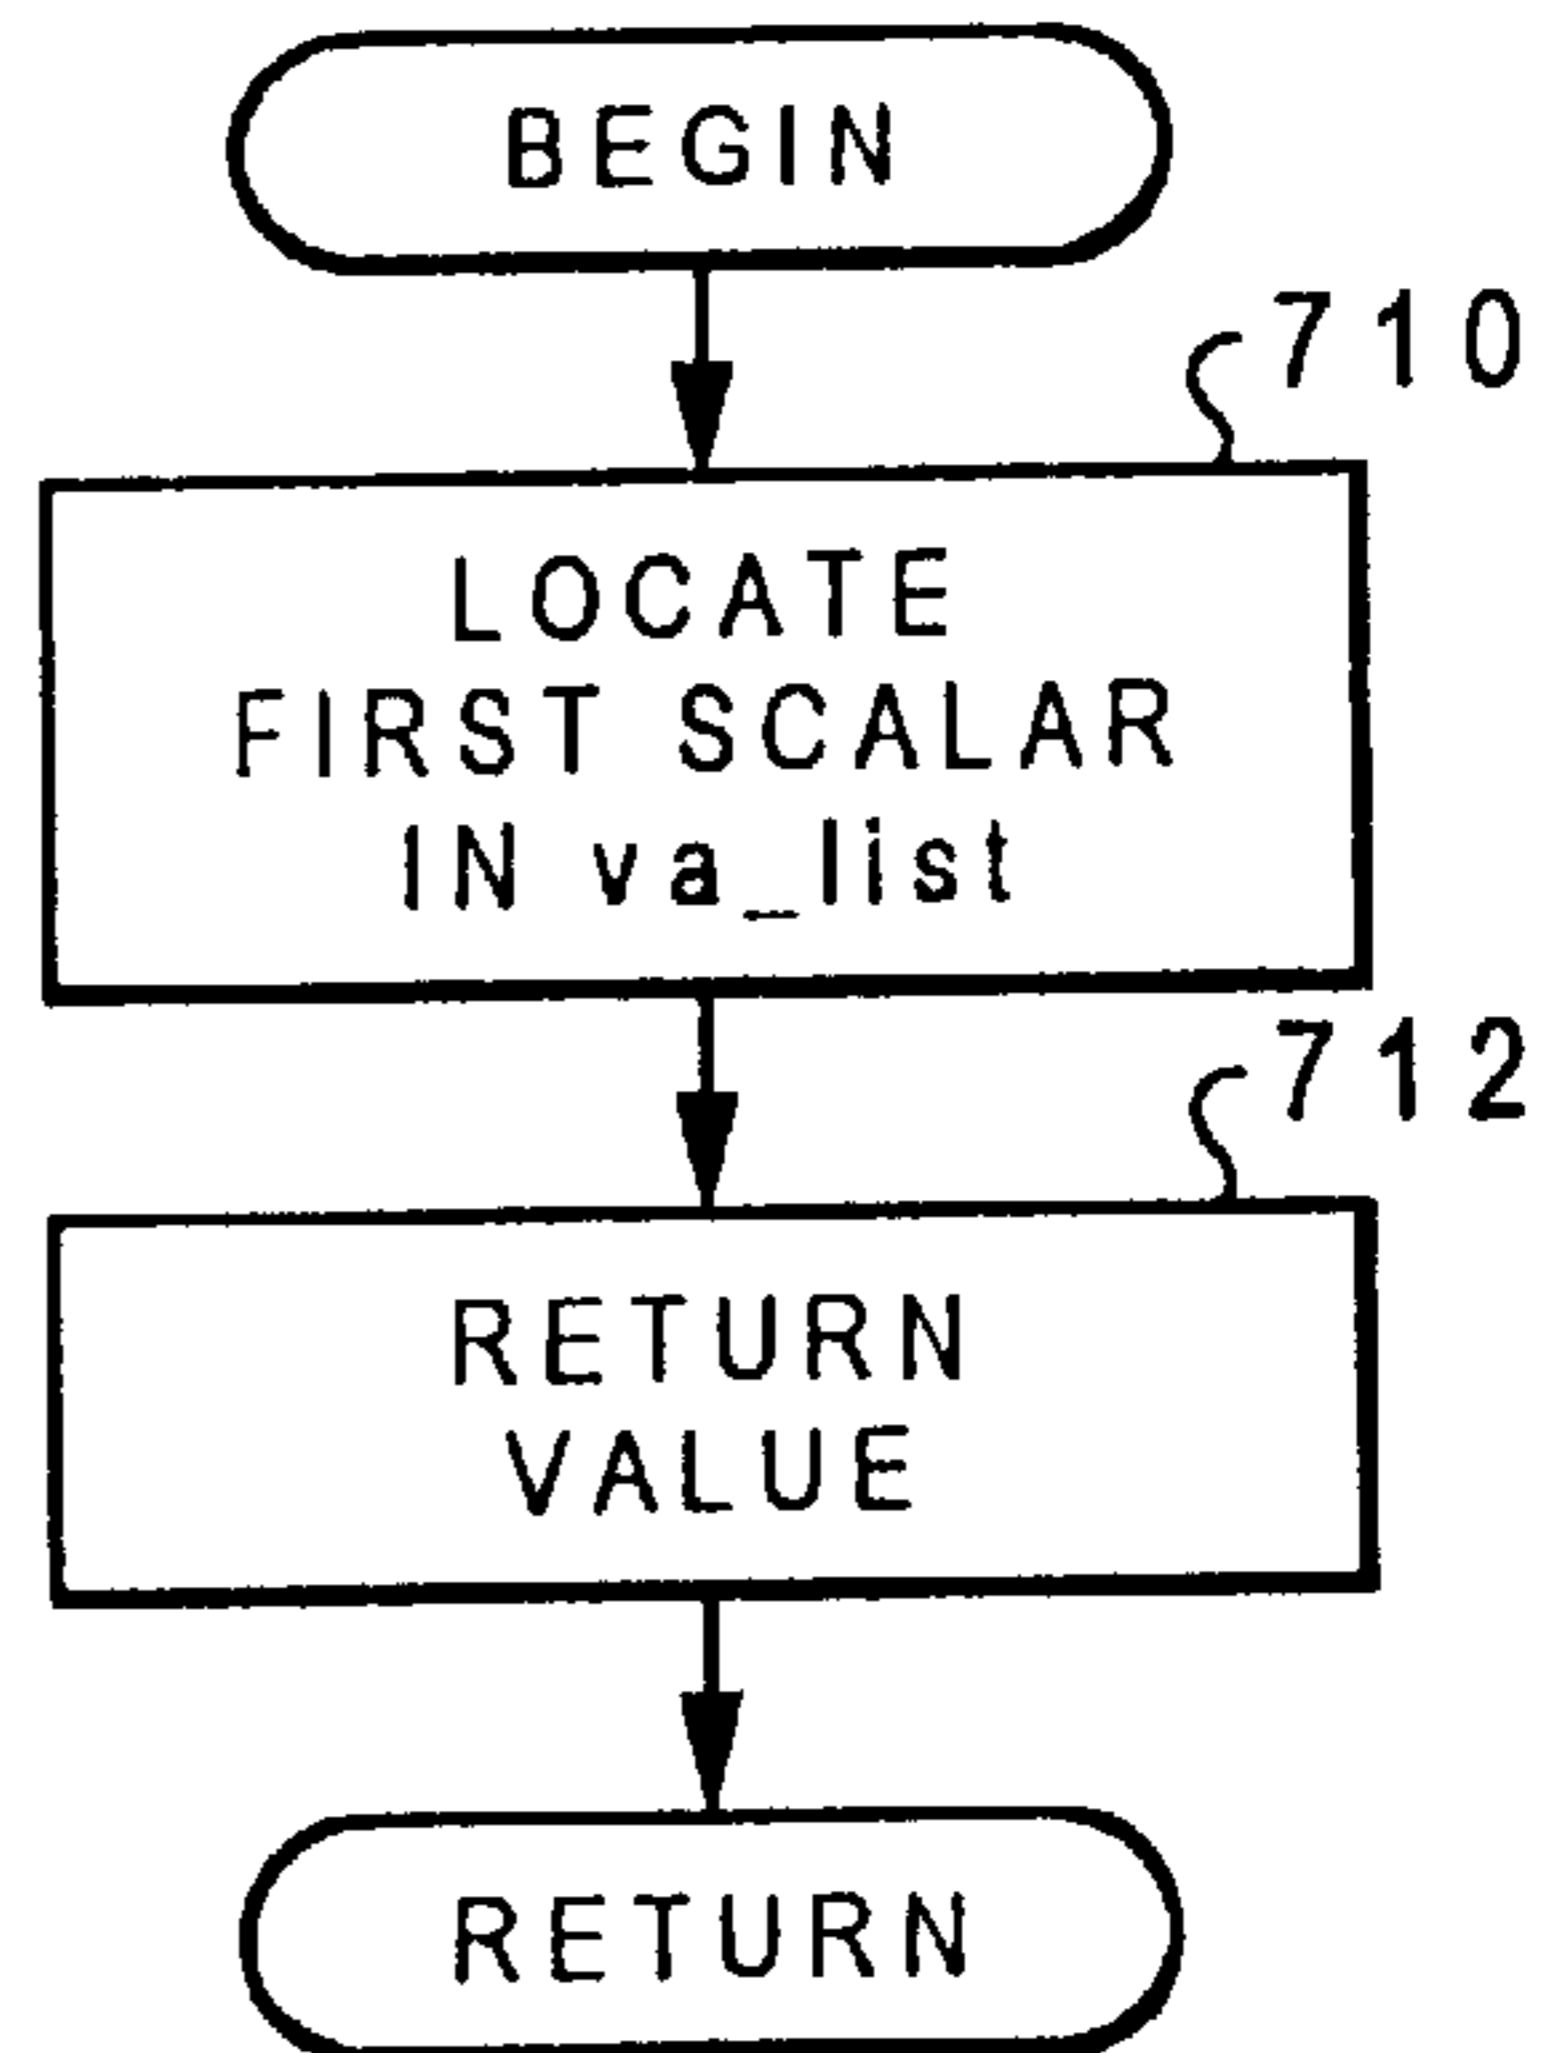 BEGIN
710
LOCATE
FIRST SCALAR
IN va_list
712
RETURN
VALUE
RETURN